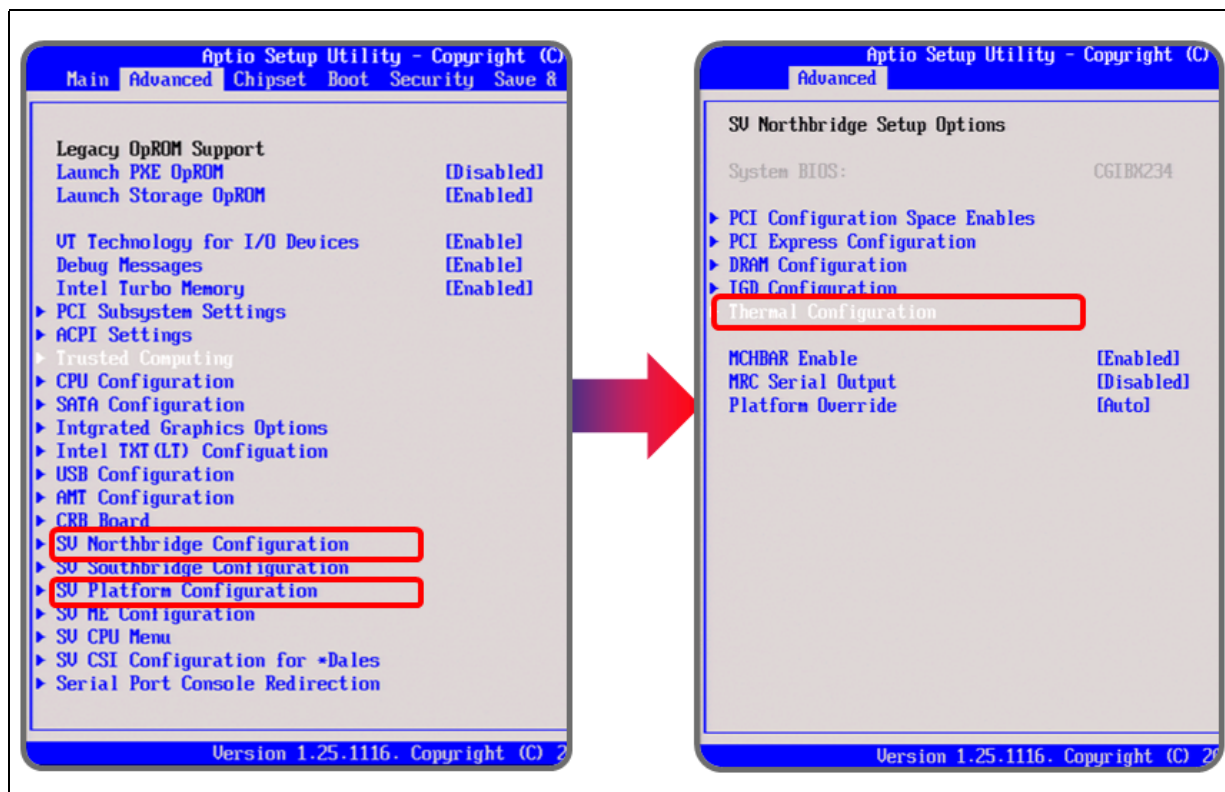 Aptio Setup Utility - Copyright (C)
Main Advanced Chipset Boot Security Save &
Legacy OpROM Support
Launch PXE OpROM [Disabled]
Launch Storage OpROM [Enabled]
VT Technology for I/O Devices [Enable]
Debug Messages [Enable]
Intel Turbo Memory [Enabled]
PCI Subsystem Settings
ACPI Settings
Trusted Computing
CPU Configuration
SATA Configuration
Intgrated Graphics Options
Intel TXT(LT) Configuation
USB Configuration
AMT Configuration
CRB Board
SV Northbridge Configuration
SV Southbridge Configuration
SV Platform Configuration
SV ME Configuration
SV CPU Menu
SV CSI Configuration for *Dales
Serial Port Console Redirection
Version 1.25.1116. Copyright (C) 2
Aptio Setup Utility - Copyright (C)
Advanced
SV Northbridge Setup Options
System BIOS: CGIBX234
PCI Configuration Space Enables
PCI Express Configuration
DRAM Configuration
IGD Configuration
Thermal Configuration
MCHBAR Enable [Enabled]
MRC Serial Output [Disabled]
Platform Override [Auto]
Version 1.25.1116. Copyright (C) 20